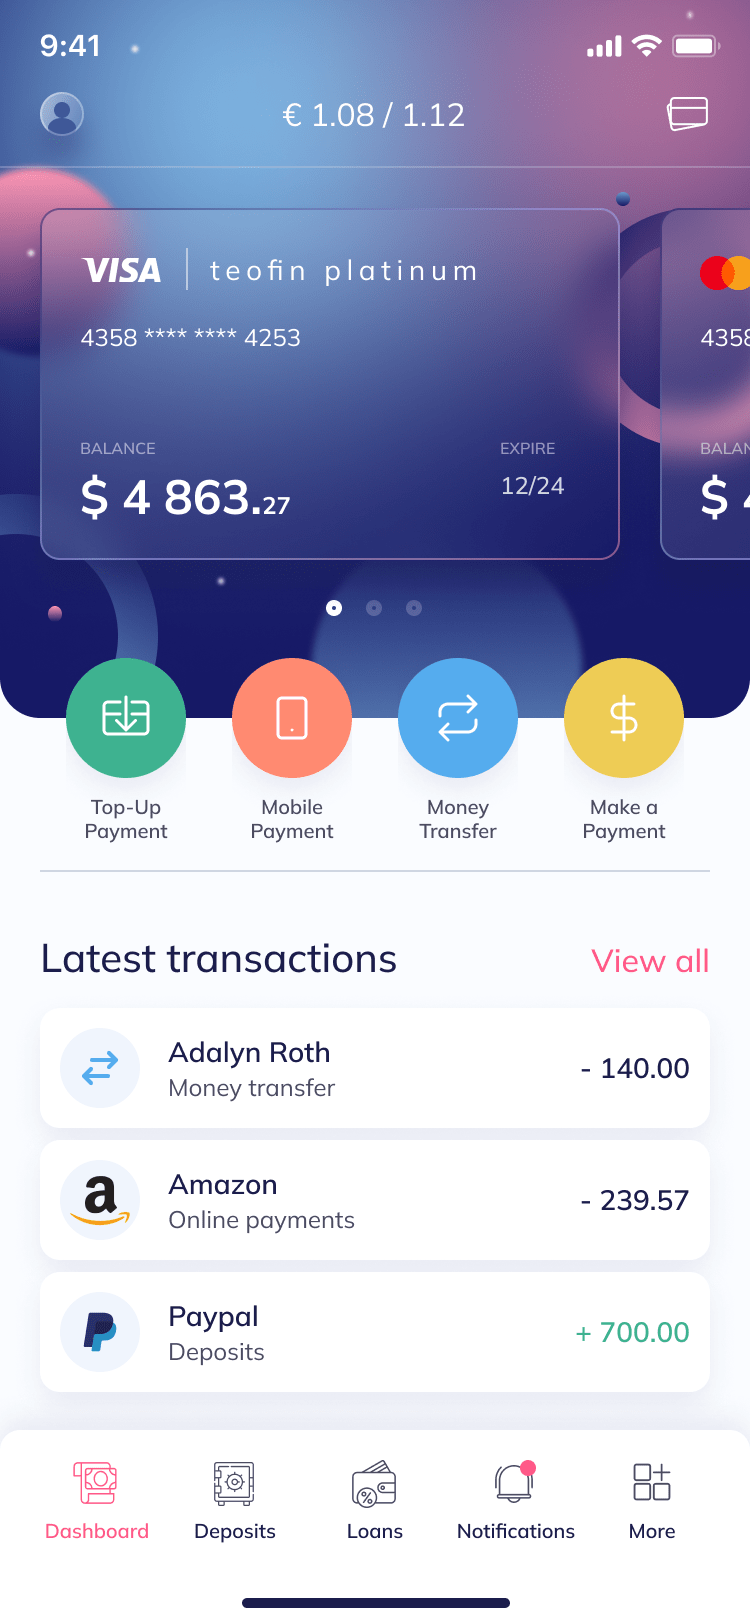 9:41
€ 1.08 / 1.12
VISA
teofin platinum
4358 **** **** 4253
4358
BALANCE
EXPIRE
$ 4 863.27
12/24
$
Top-Up
Payment
Mobile
Payment
Money
Transfer
Make a
Payment
Latest transactions
View all
Adalyn Roth
Money transfer
- 140.00
Amazon
Online payments
- 239.57
Paypal
Deposits
+ 700.00
Dashboard
Deposits
Loans
Notifications
More